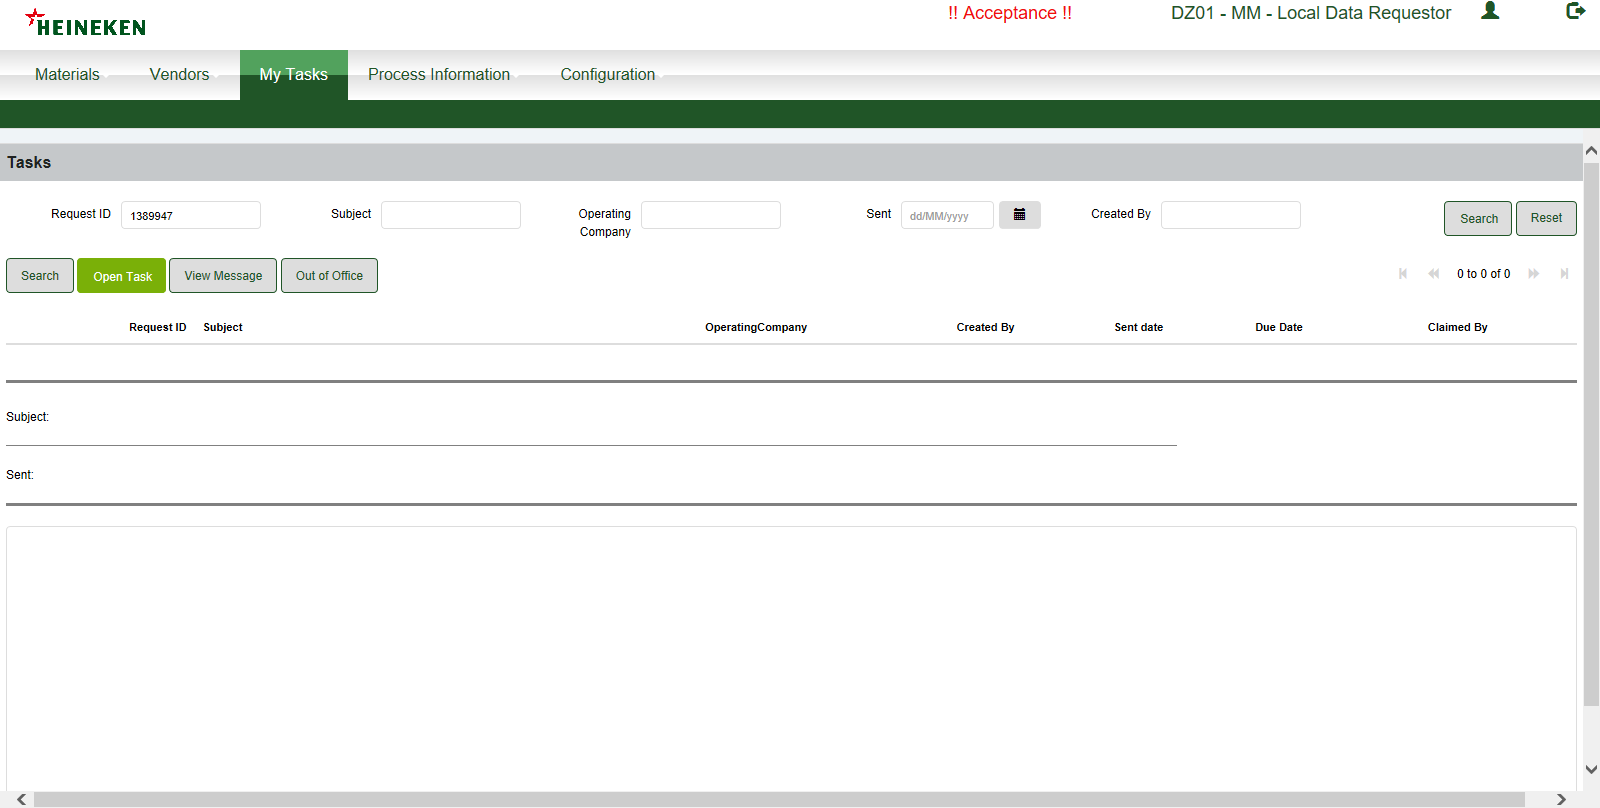 HEINEKEN
!! Acceptance !!
DZ01 - MM - Local Data Requestor
Materials
Vendors
My Tasks
Process Information
Configuration
Tasks
Request ID
1389947
Subject
Operating
Company
Sent
dd/MM/yyyy
Created By
Search
Reset
Search
Open Task
View Message
Out of Office
0 to 0 of 0
Request ID
Subject
OperatingCompany
Created By
Sent date
Due Date
Claimed By
Subject:
Sent: